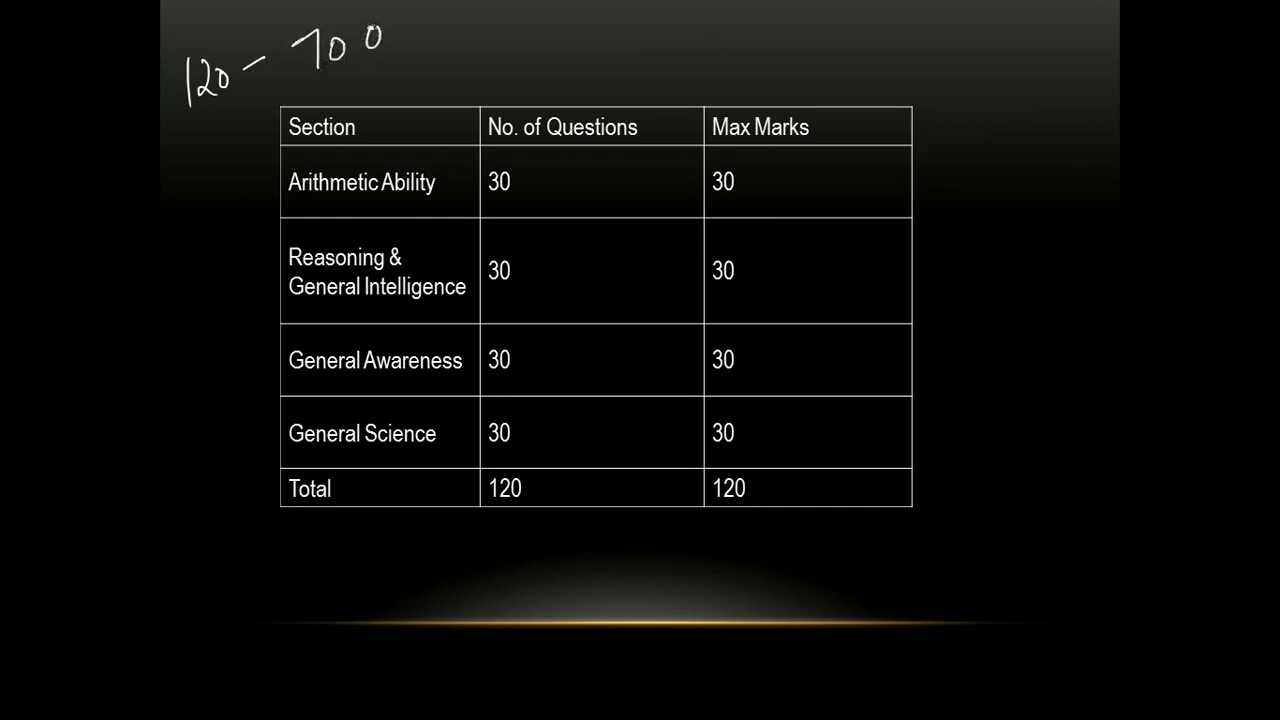 120 - 100
Section No. of Questions Max Marks
Arithmetic Ability 30 30
Reasoning &
General Intelligence 30 30
General Awareness 30 30
General Science 30 30
Total 120 120